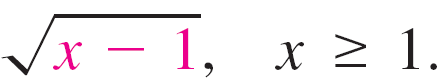 √(x − 1), x ≥ 1.